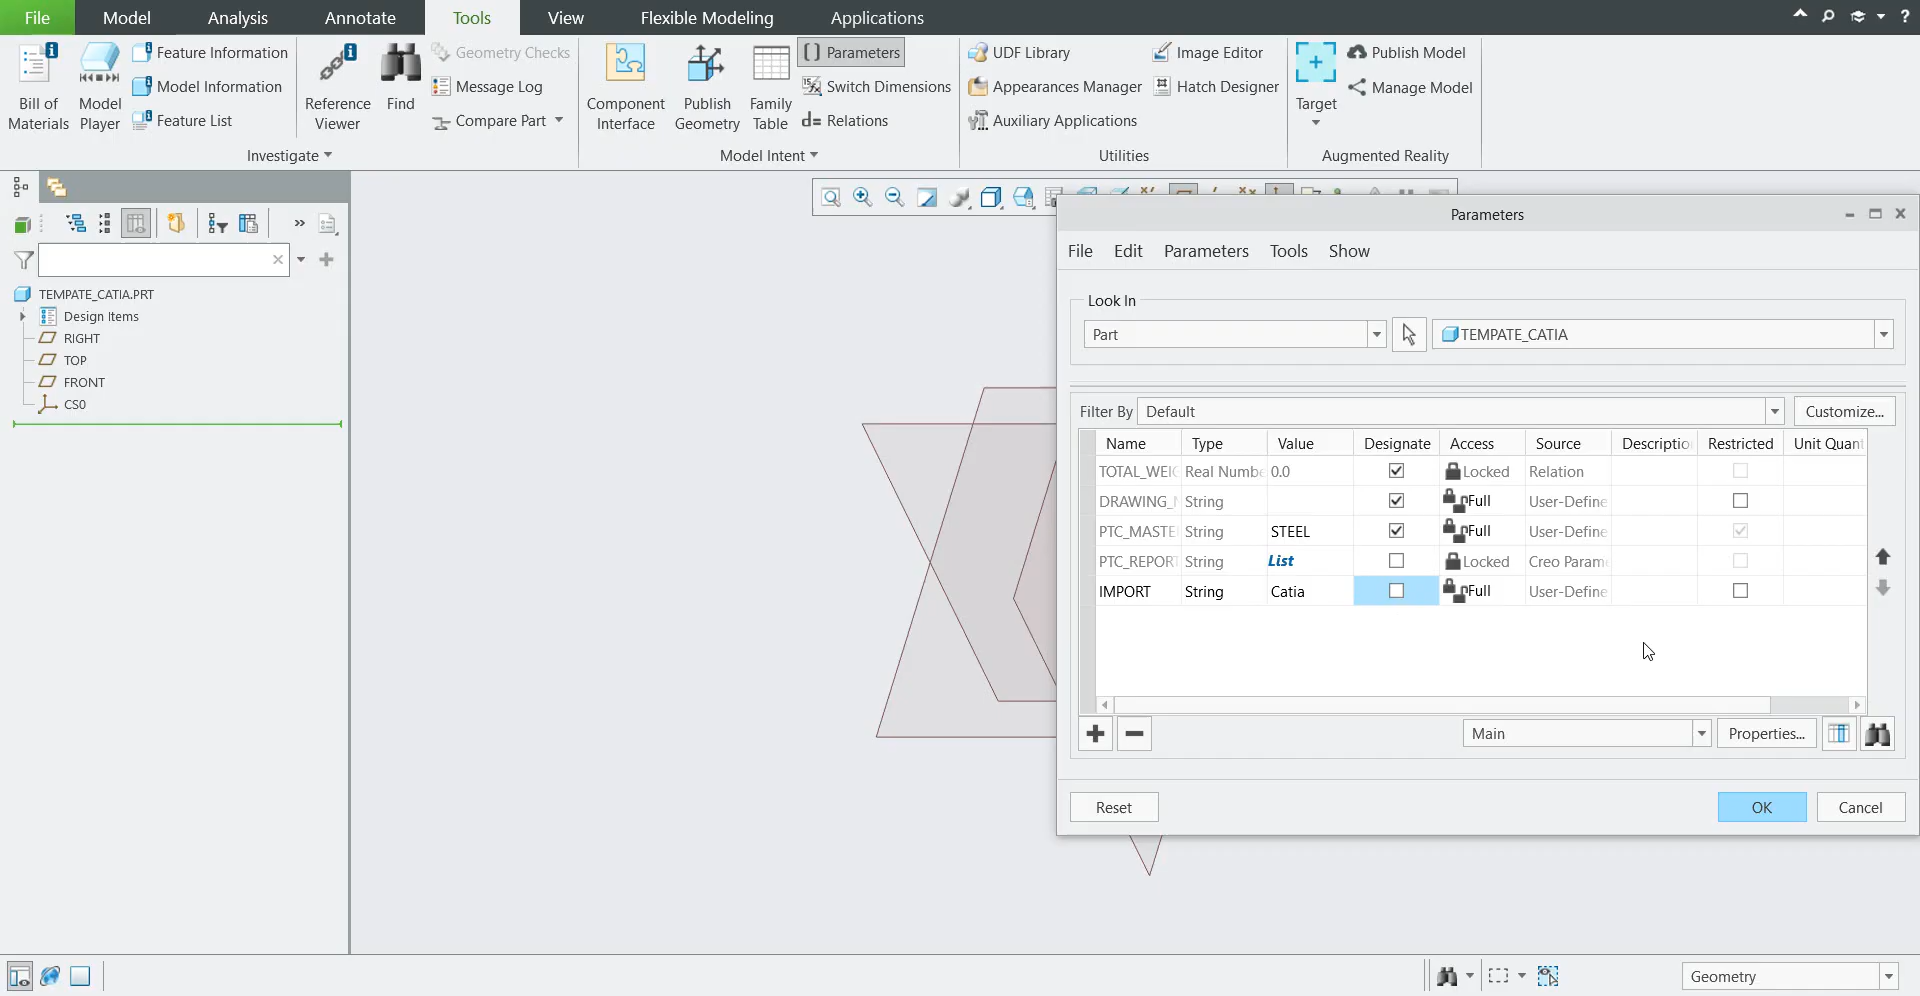 File Model Analysis Annotate Tools View Flexible Modeling Applications
Bill of Materials
Model Player
Feature Information
Model Information
Feature List
Reference Viewer
Find
Geometry Checks
Message Log
Compare Part
Investigate
Component Interface
Publish Geometry
Family Table
Parameters
Switch Dimensions
d= Relations
Model Intent
UDF Library
Appearances Manager
Auxiliary Applications
Image Editor
Hatch Designer
Utilities
Target
Publish Model
Manage Model
Augmented Reality
TEMPATE_CATIA.PRT
Design Items
RIGHT
TOP
FRONT
CS0
Parameters
File Edit Parameters Tools Show
Look In
Part TEMPATE_CATIA
Filter By Default Customize...
Name Type Value Designate Access Source Descriptio Restricted Unit Quant
TOTAL_WEIG Real Numbe 0.0 Locked Relation
DRAWING_ String Full User-Define
PTC_MASTE String STEEL Full User-Define
PTC_REPORT String List Locked Creo Param
IMPORT String Catia Full User-Define
Main Properties...
Reset OK Cancel
Geometry